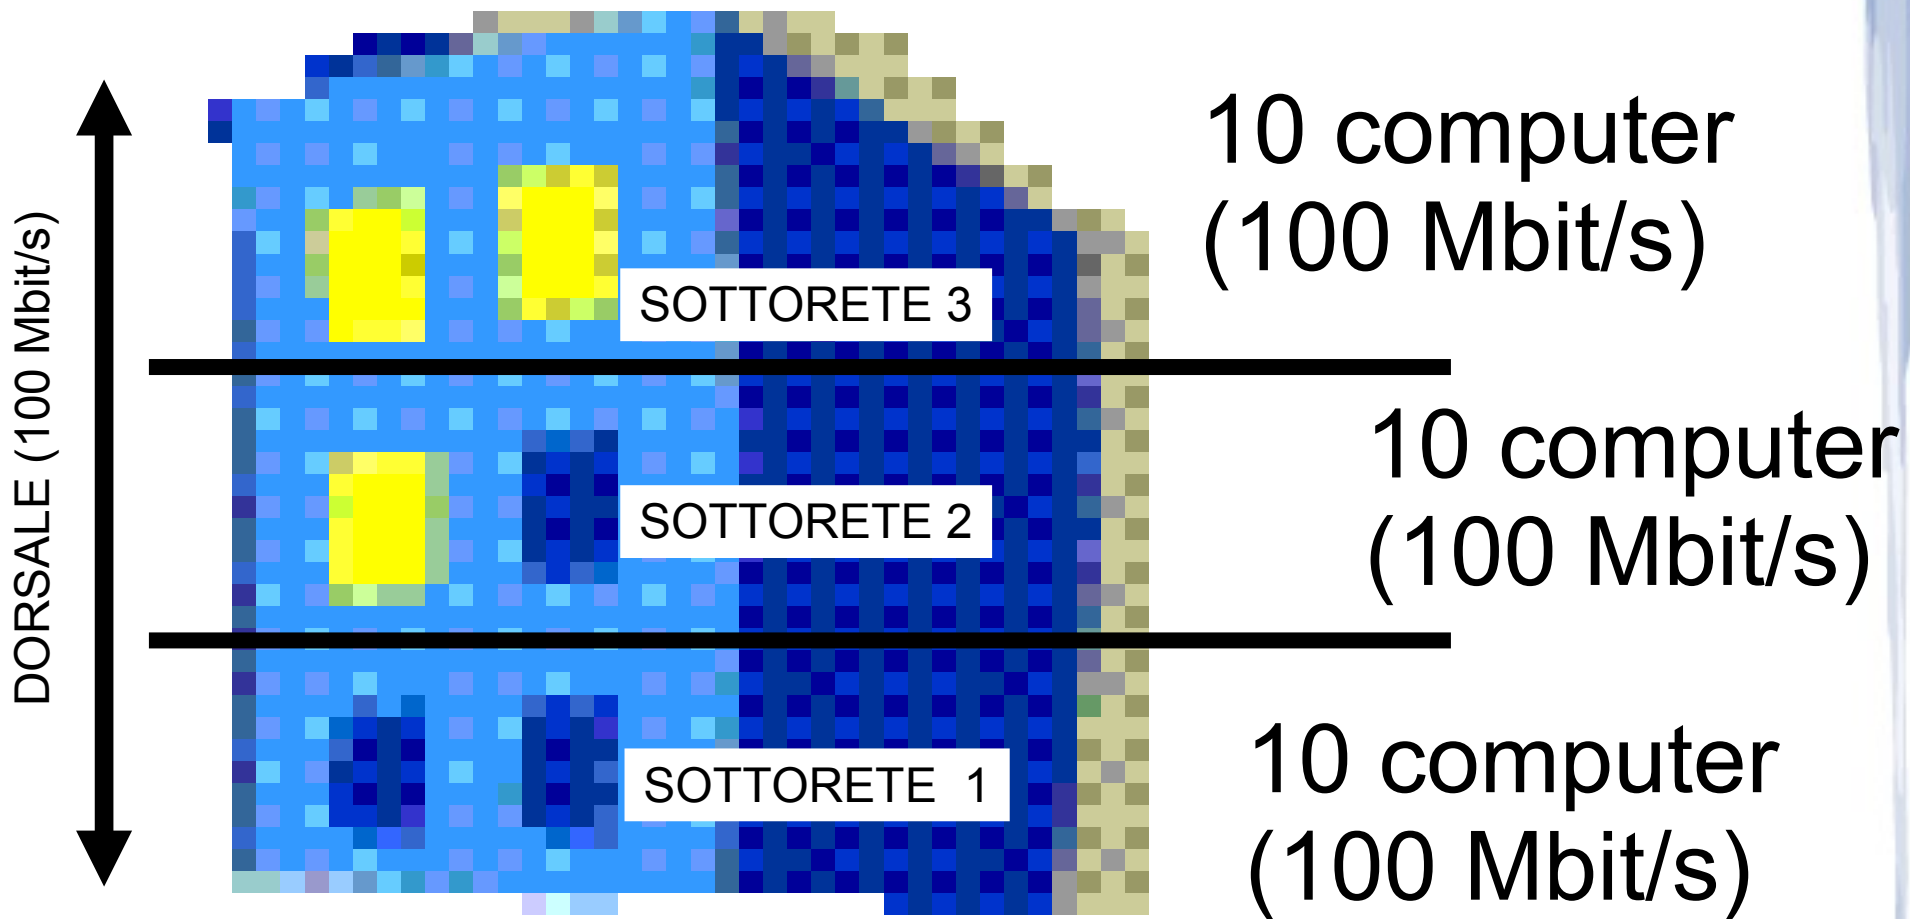 DORSALE (100 Mbit/s)
10 computer
(100 Mbit/s)
SOTTORETE 3
10 computer
(100 Mbit/s)
SOTTORETE 2
10 computer
(100 Mbit/s)
SOTTORETE 1